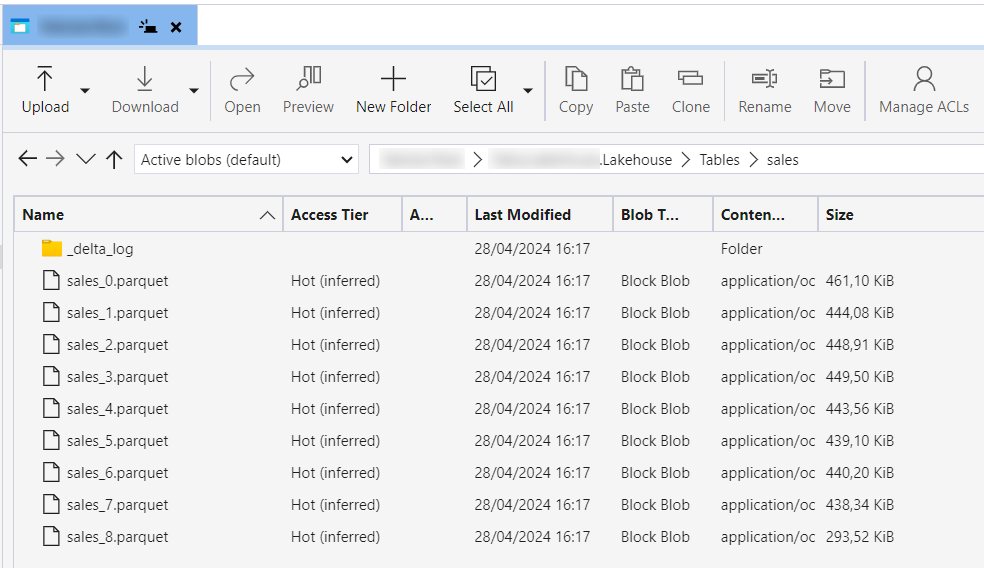 Upload Download Open Preview New Folder Select All Copy Paste Clone Rename Move Manage ACLs
Active blobs (default) .Lakehouse Tables sales
Name Access Tier A... Last Modified Blob T... Conten... Size
_delta_log 28/04/2024 16:17 Folder
sales_0.parquet Hot (inferred) 28/04/2024 16:17 Block Blob application/oc 461,10 KiB
sales_1.parquet Hot (inferred) 28/04/2024 16:17 Block Blob application/oc 444,08 KiB
sales_2.parquet Hot (inferred) 28/04/2024 16:17 Block Blob application/oc 448,91 KiB
sales_3.parquet Hot (inferred) 28/04/2024 16:17 Block Blob application/oc 449,50 KiB
sales_4.parquet Hot (inferred) 28/04/2024 16:17 Block Blob application/oc 443,56 KiB
sales_5.parquet Hot (inferred) 28/04/2024 16:17 Block Blob application/oc 439,10 KiB
sales_6.parquet Hot (inferred) 28/04/2024 16:17 Block Blob application/oc 440,20 KiB
sales_7.parquet Hot (inferred) 28/04/2024 16:17 Block Blob application/oc 438,34 KiB
sales_8.parquet Hot (inferred) 28/04/2024 16:17 Block Blob application/oc 293,52 KiB